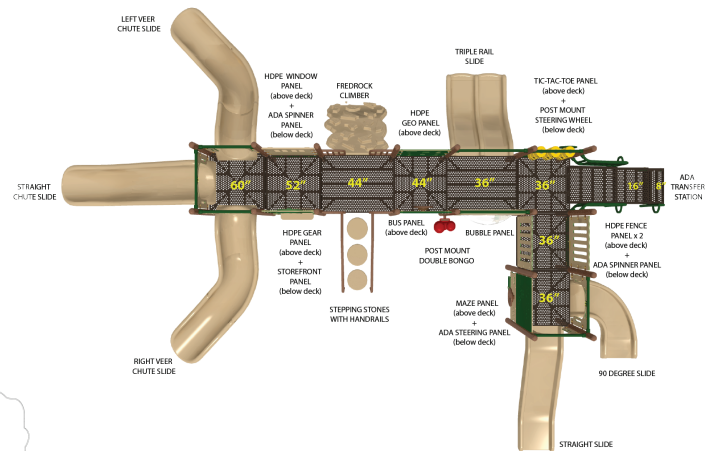 LEFT VEER
CHUTE SLIDE
TRIPLE RAIL
SLIDE
HDPE WINDOW
PANEL
(above deck)
+
ADA SPINNER
PANEL
(below deck)
FREDROCK
CLIMBER
HDPE
GEO PANEL
(above deck)
TIC-TAC-TOE PANEL
(above deck)
+
POST MOUNT
STEERING WHEEL
(below deck)
STRAIGHT
CHUTE SLIDE
60"
52"
44"
44"
36"
36"
16"
8"
ADA
TRANSFER
STATION
HDPE GEAR
PANEL
(above deck)
+
STOREFRONT
PANEL
(below deck)
BUS PANEL
(above deck)
POST MOUNT
DOUBLE BONGO
BUBBLE PANEL
36"
HDPE FENCE
PANEL x 2
(above deck)
+
ADA SPINNER PANEL
(below deck)
STEPPING STONES
WITH HANDRAILS
MAZE PANEL
(above deck)
+
ADA STEERING PANEL
(below deck)
36"
RIGHT VEER
CHUTE SLIDE
90 DEGREE SLIDE
STRAIGHT SLIDE